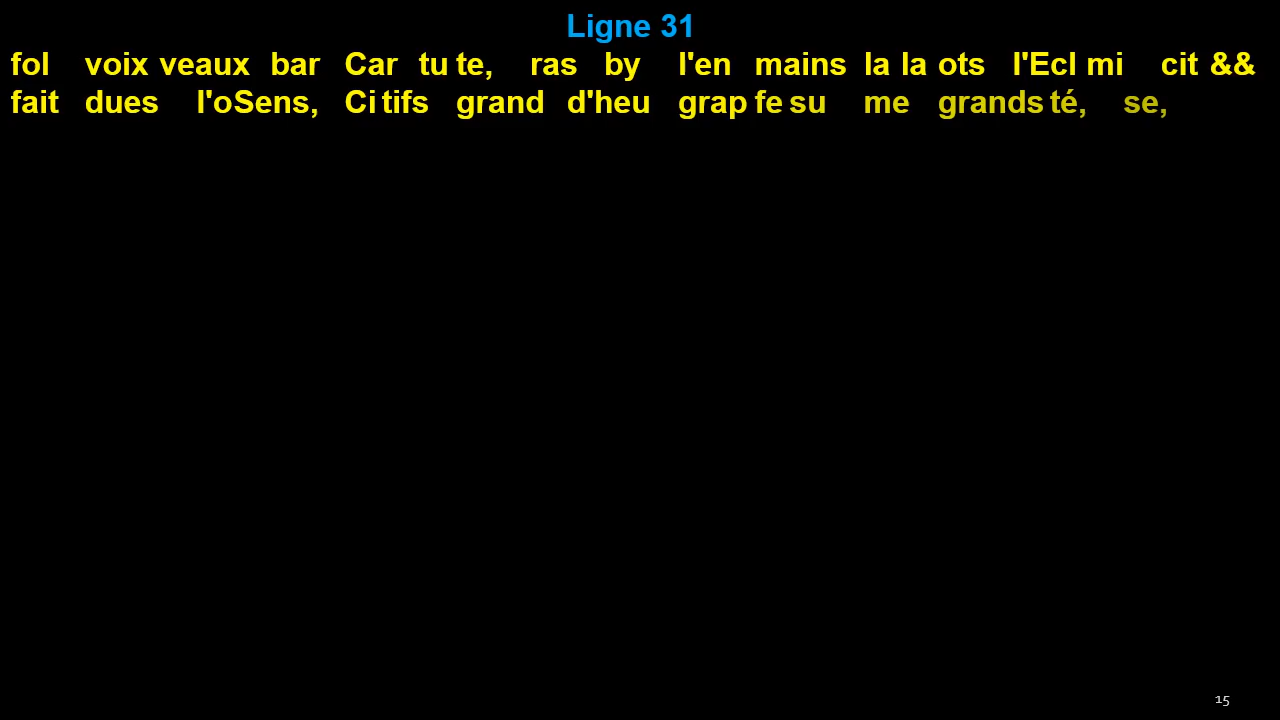 Ligne 31
fol voix veaux bar Car tu te, ras by l'en mains la la ots l'Ecl mi cit &&
fait dues l'oSens, Ci tifs grand d'heu grap fe su me grands té, se,
15